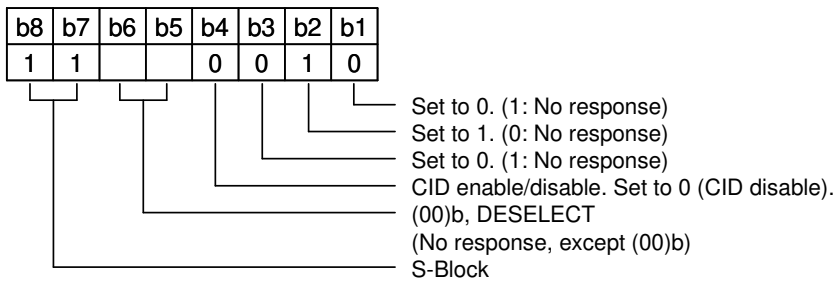 b8 b7 b6 b5 b4 b3 b2 b1
1 1 0 0 1 0
Set to 0. (1: No response)
Set to 1. (0: No response)
Set to 0. (1: No response)
CID enable/disable. Set to 0 (CID disable).
(00)b, DESELECT
(No response, except (00)b)
S-Block